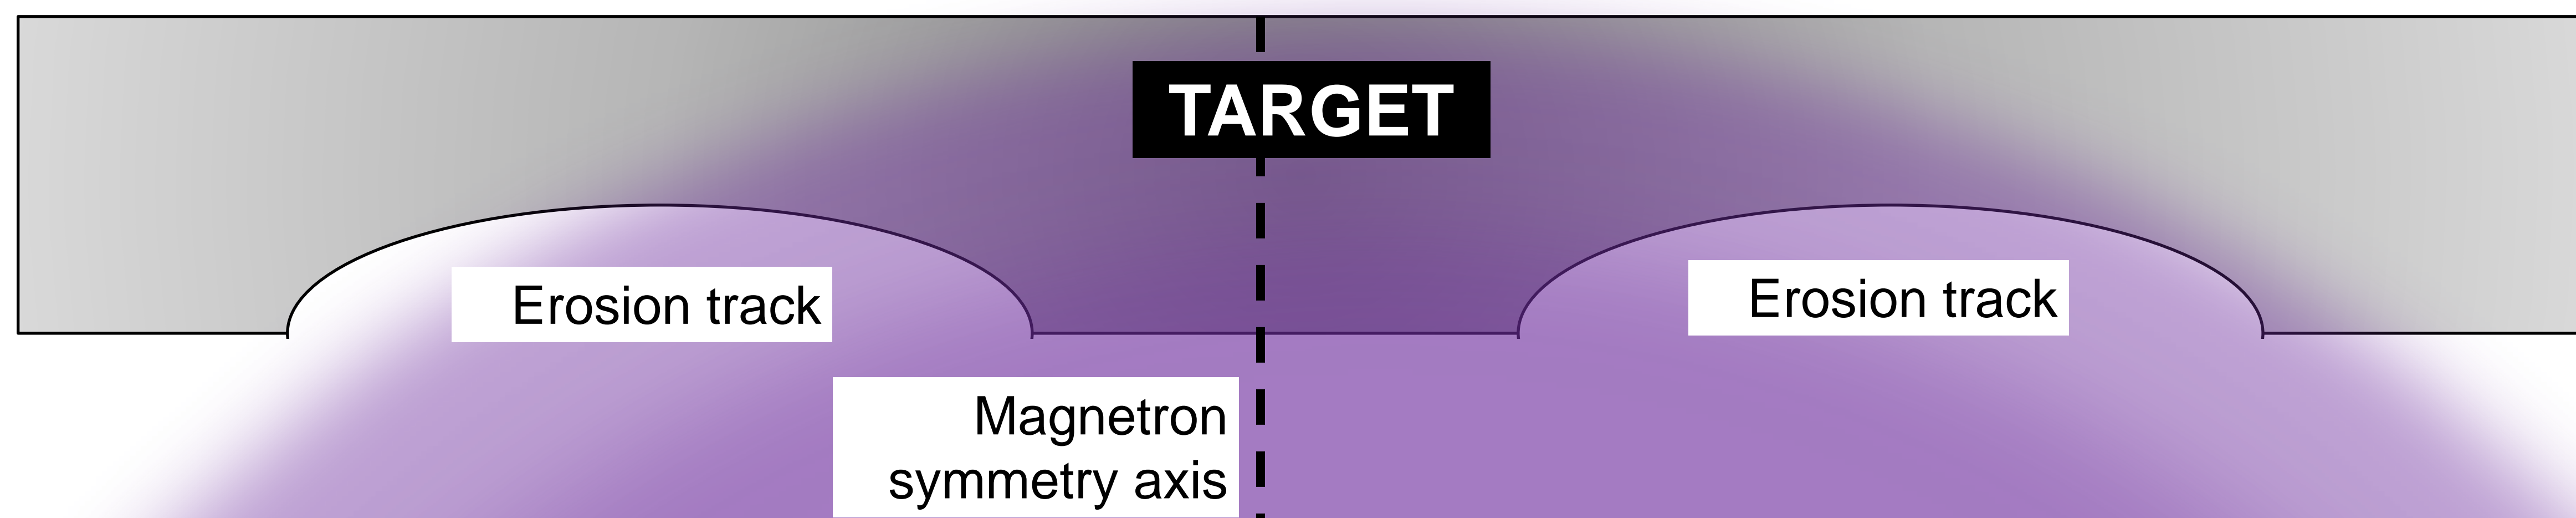 TARGET
Erosion track
Erosion track
Magnetron
symmetry axis